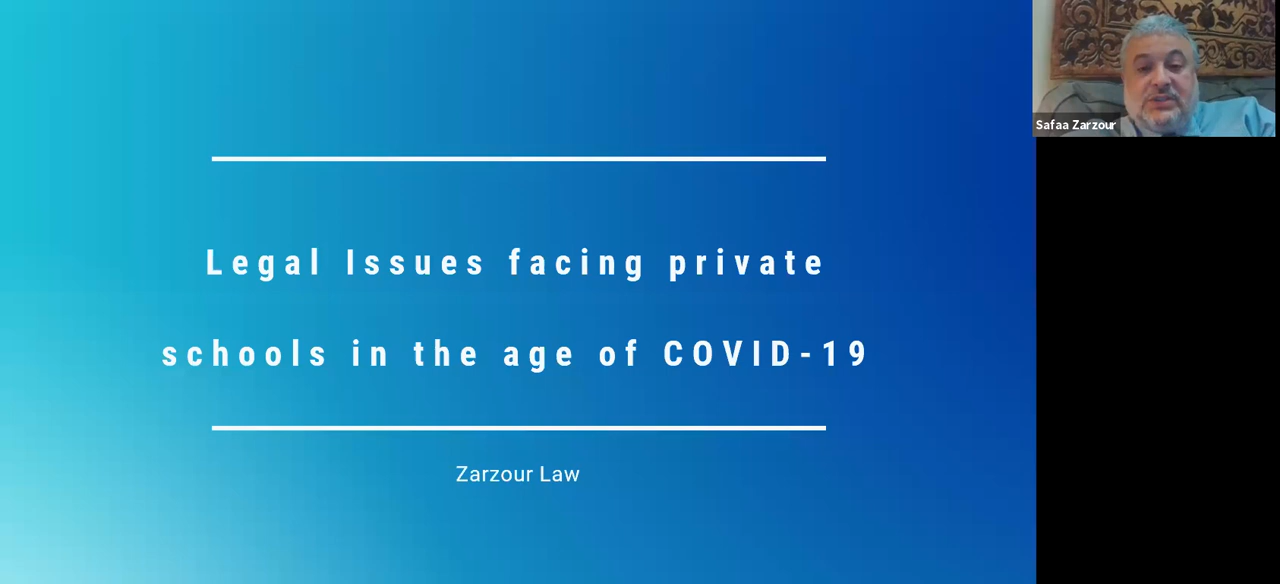 Legal Issues facing private
schools in the age of COVID-19
Zarzour Law
Safaa Zarzour